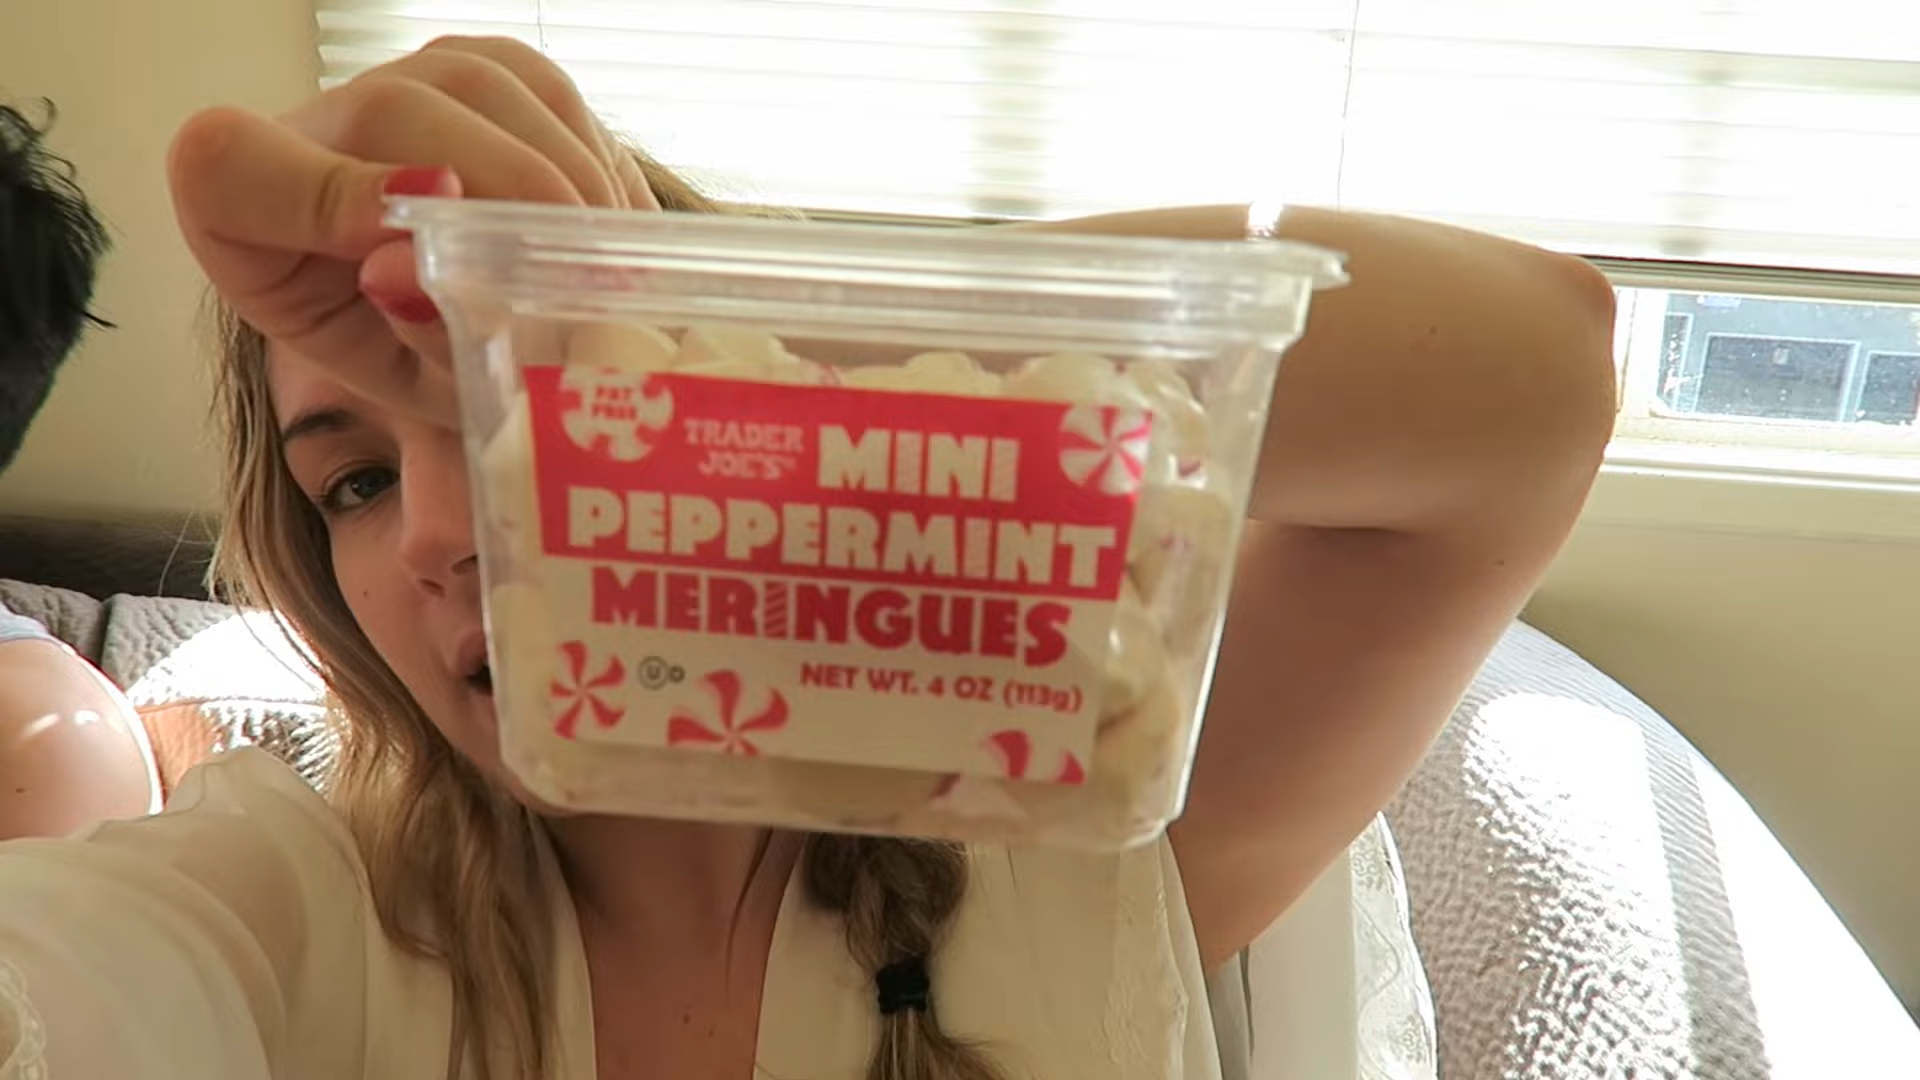 FAT
FREE
TRADER
JOE'S
MINI
PEPPERMINT
MERINGUES
U D
NET WT. 4 OZ (113g)